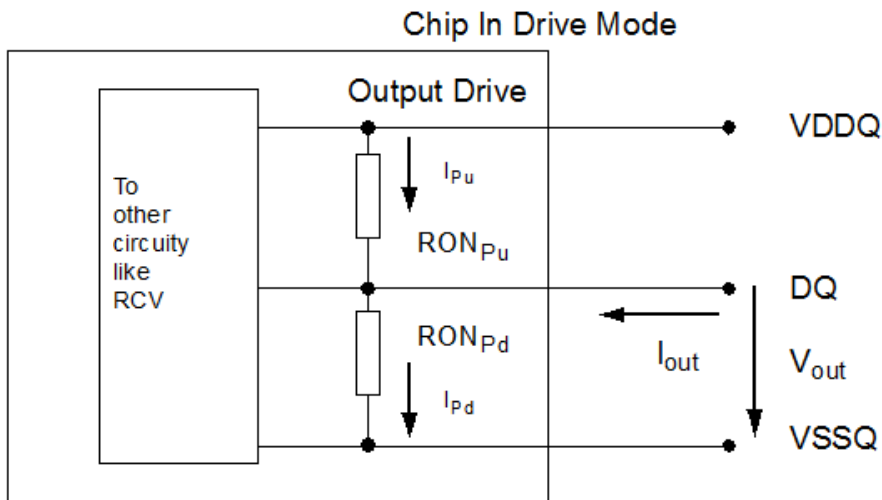 Chip In Drive Mode
Output Drive
VDDQ
To
other
circuity
like
RCV
IPu
RONPu
DQ
RONPd
Iout
Vout
IPd
VSSQ